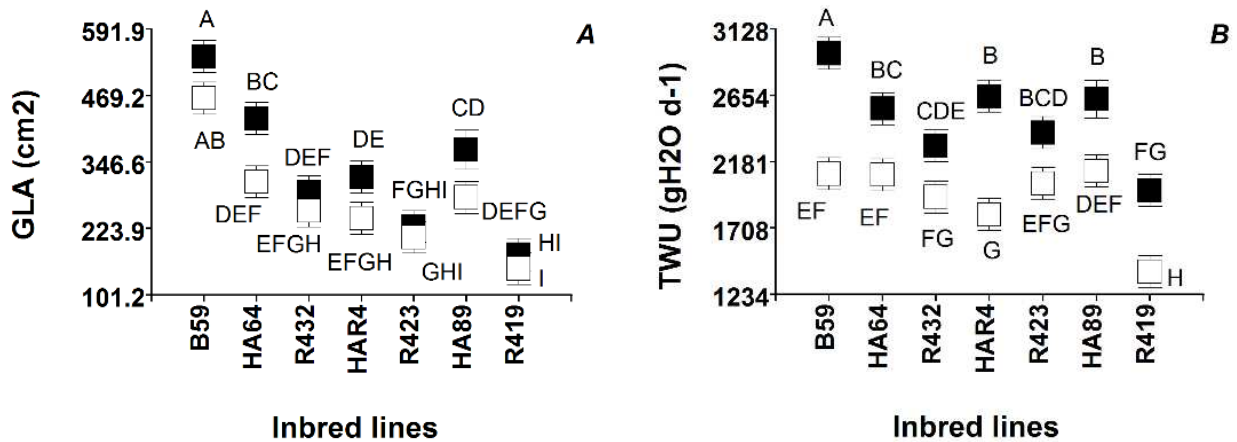 A
GLA (cm2)
591.9
469.2
346.6
223.9
101.2
A
AB
BC
DEF
DEF
EFGH
DE
EFGH
FGHI
GHI
CD
DEFG
HI
I
B59
HA64
R432
HAR4
R423
HA89
R419
Inbred lines
B
TWU (gH2O d-1)
3128
2654
2181
1708
1234
A
EF
BC
EF
CDE
FG
B
G
BCD
EFG
B
DEF
FG
H
B59
HA64
R432
HAR4
R423
HA89
R419
Inbred lines